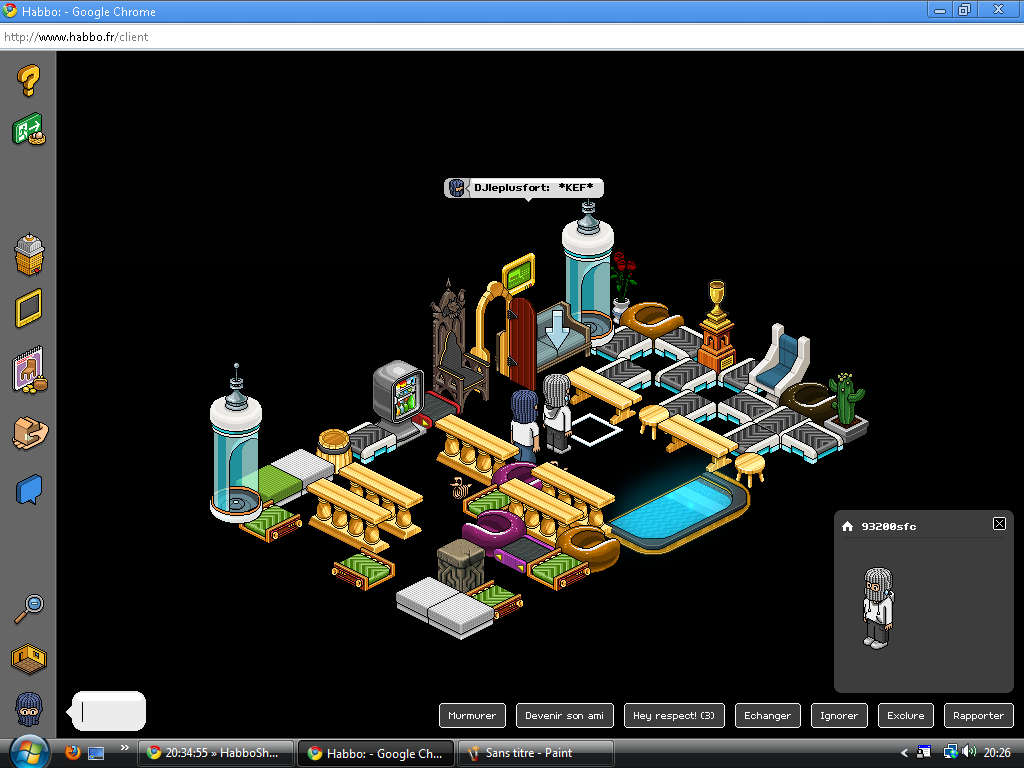 Habbo: - Google Chrome
http://www.habbo.fr/client
DJleplusfort: *KEF*
93200sfc
Murmurer
Devenir son ami
Hey respect! (3)
Echanger
Ignorer
Exclure
Rapporter
20:34:55 » HabboSh...
Habbo: - Google Ch...
Sans titre - Paint
20:26